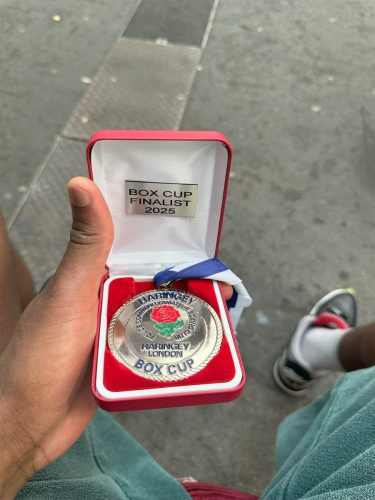 BOX CUP
FINALIST
2025
HARINGEY
HARINGEY
LONDON
BOX CUP